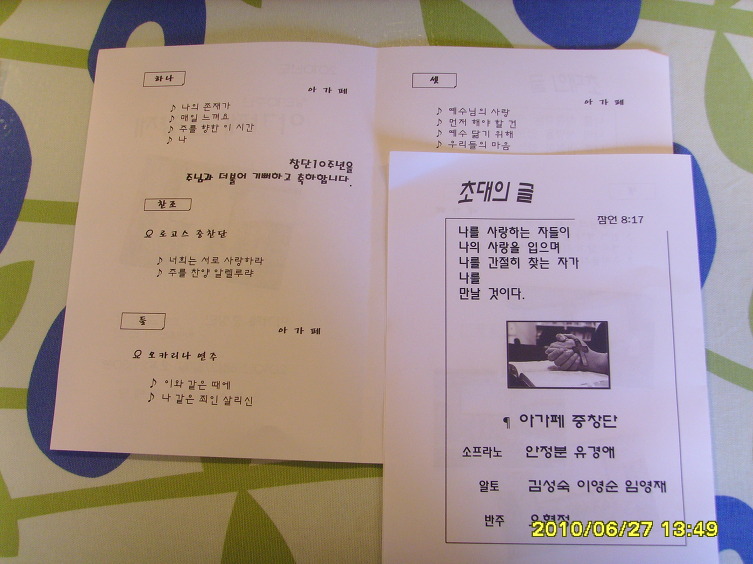 하나
아가페
♪ 나의 존재가
♪ 매일 느껴요
♪ 주를 향한 이 시간
♪ 나
창단10주년을
주님과 더불어 기뻐하고 축하합니다.
찬조
로고스 중창단
♪ 너희는 서로 사랑하라
♪ 주를 찬양 알렐루랴
둘
아가페
오카리나 연주
♪ 이와 같은 때에
♪ 나 같은 죄인 살리신
셋
아가페
♪ 예수님의 사랑
♪ 먼저 해야 할 건
♪ 예수 닮기 위해
♪ 우리들의 마음
초대의 글
잠언 8:17
나를 사랑하는 자들이
나의 사랑을 입으며
나를 간절히 찾는 자가
나를
만날 것이다.
¶ 아가페 중창단
소프라노 안정분 유경애
알토 김성숙 이영순 임영재
반주
2010/06/27 13:49